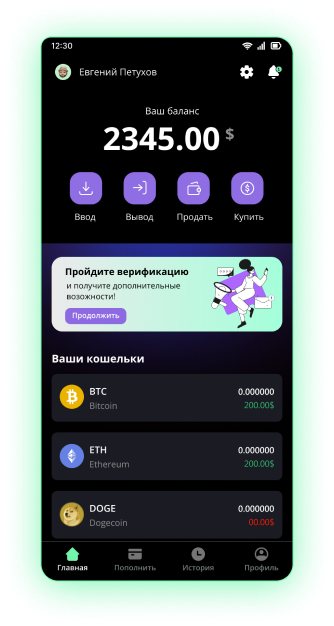 12:30
Евгений Петухов
Ваш баланс
2345.00 $
Ввод Вывод Продать Купить
Пройдите верификацию
и получите дополнительные
возожности!
Продолжить
Ваши кошельки
BTC 0.000000
Bitcoin 200.00$
ETH 0.000000
Ethereum 200.00$
DOGE 0.000000
Dogecoin 00.00$
Главная Пополнить История Профиль